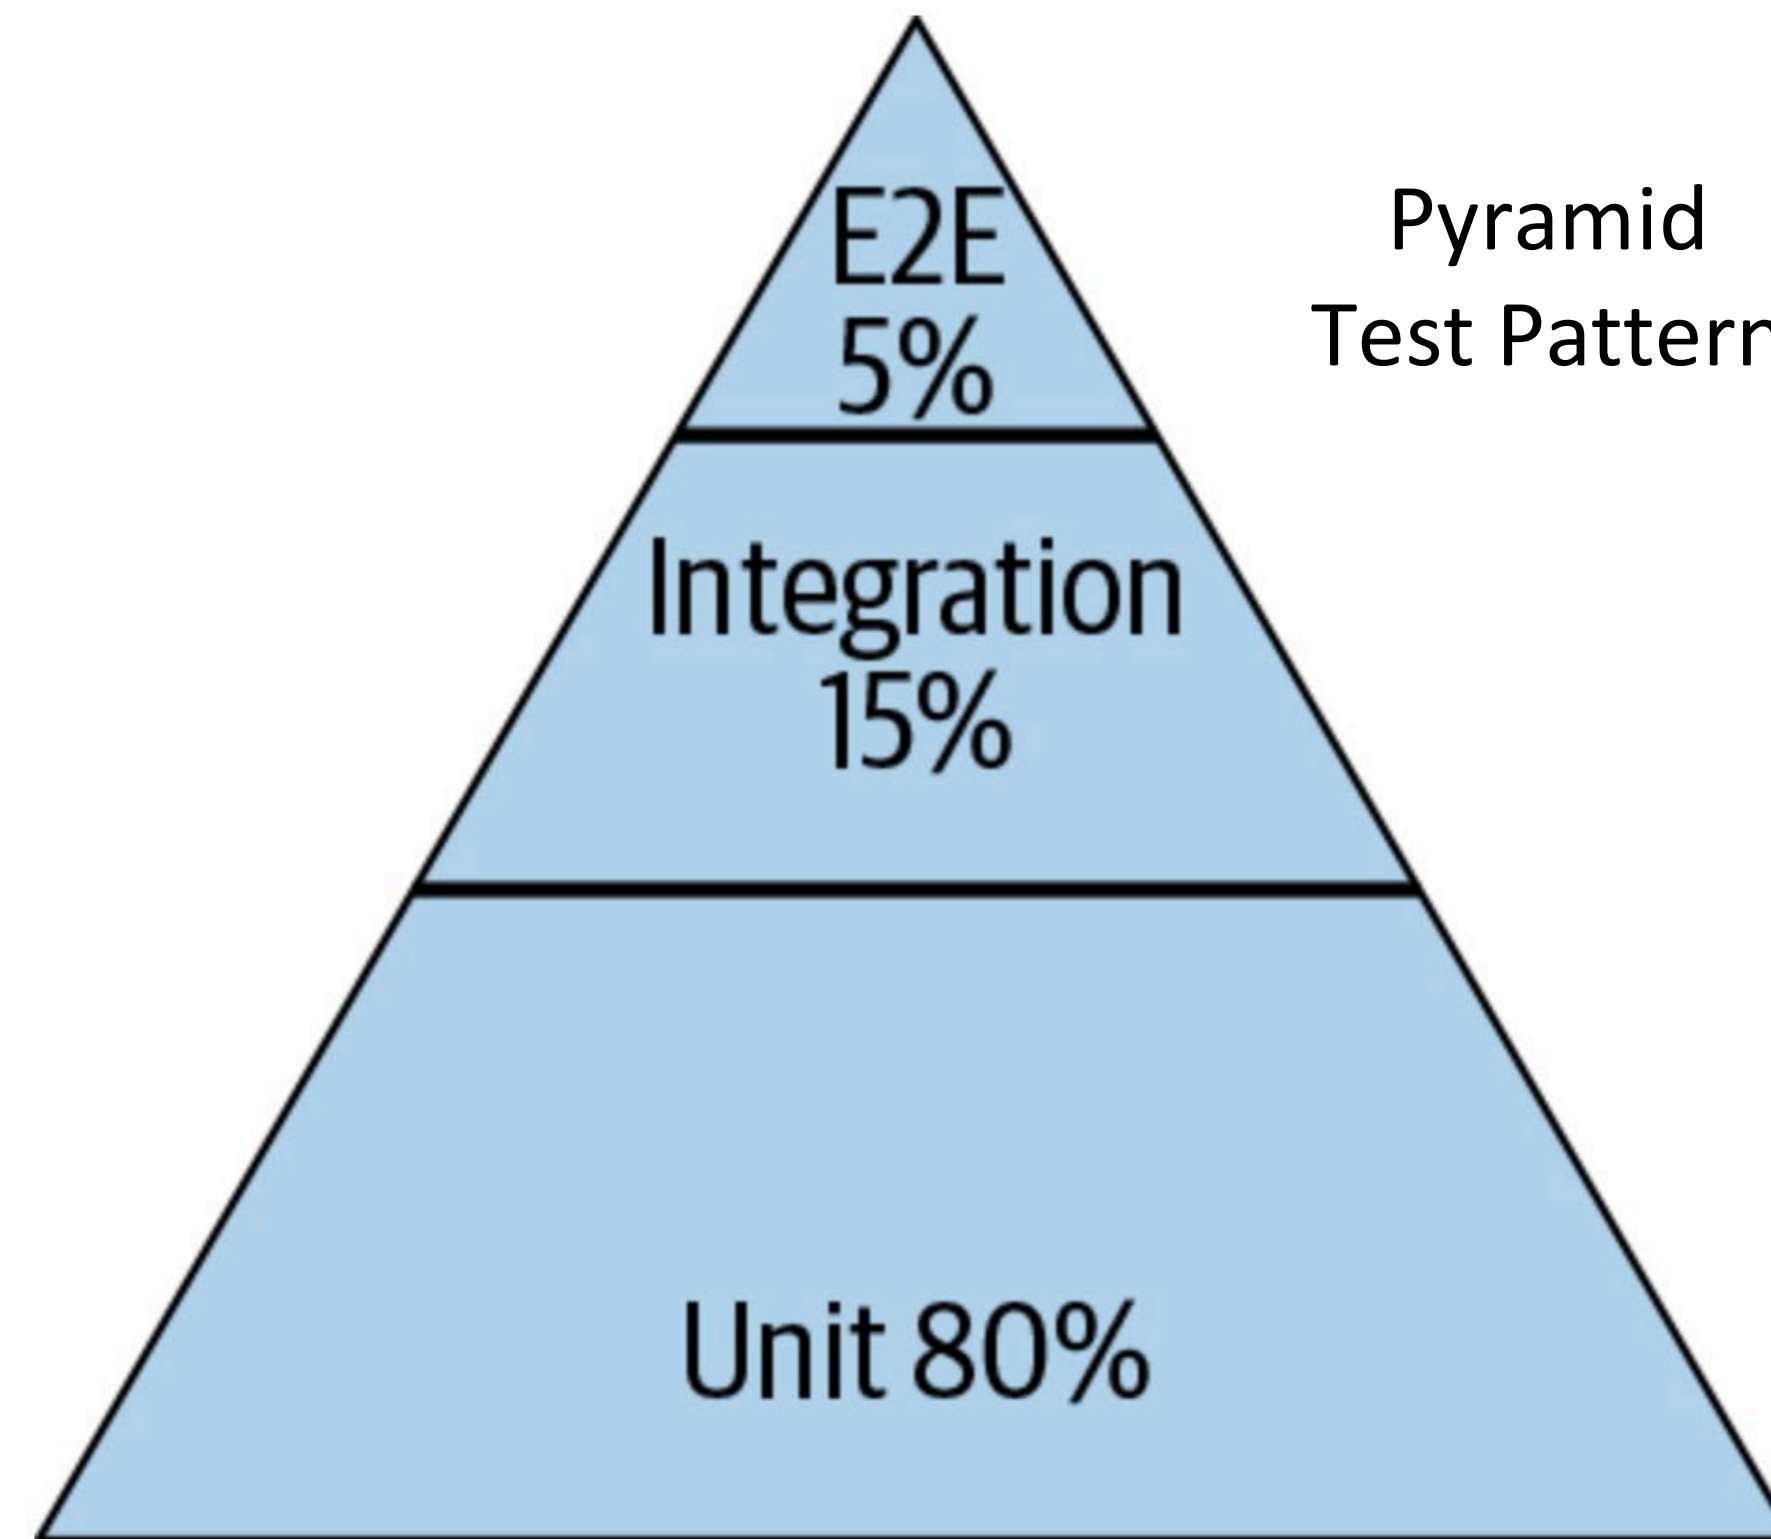 E2E
5%
Pyramid
Test Pattern
Integration
15%
Unit 80%